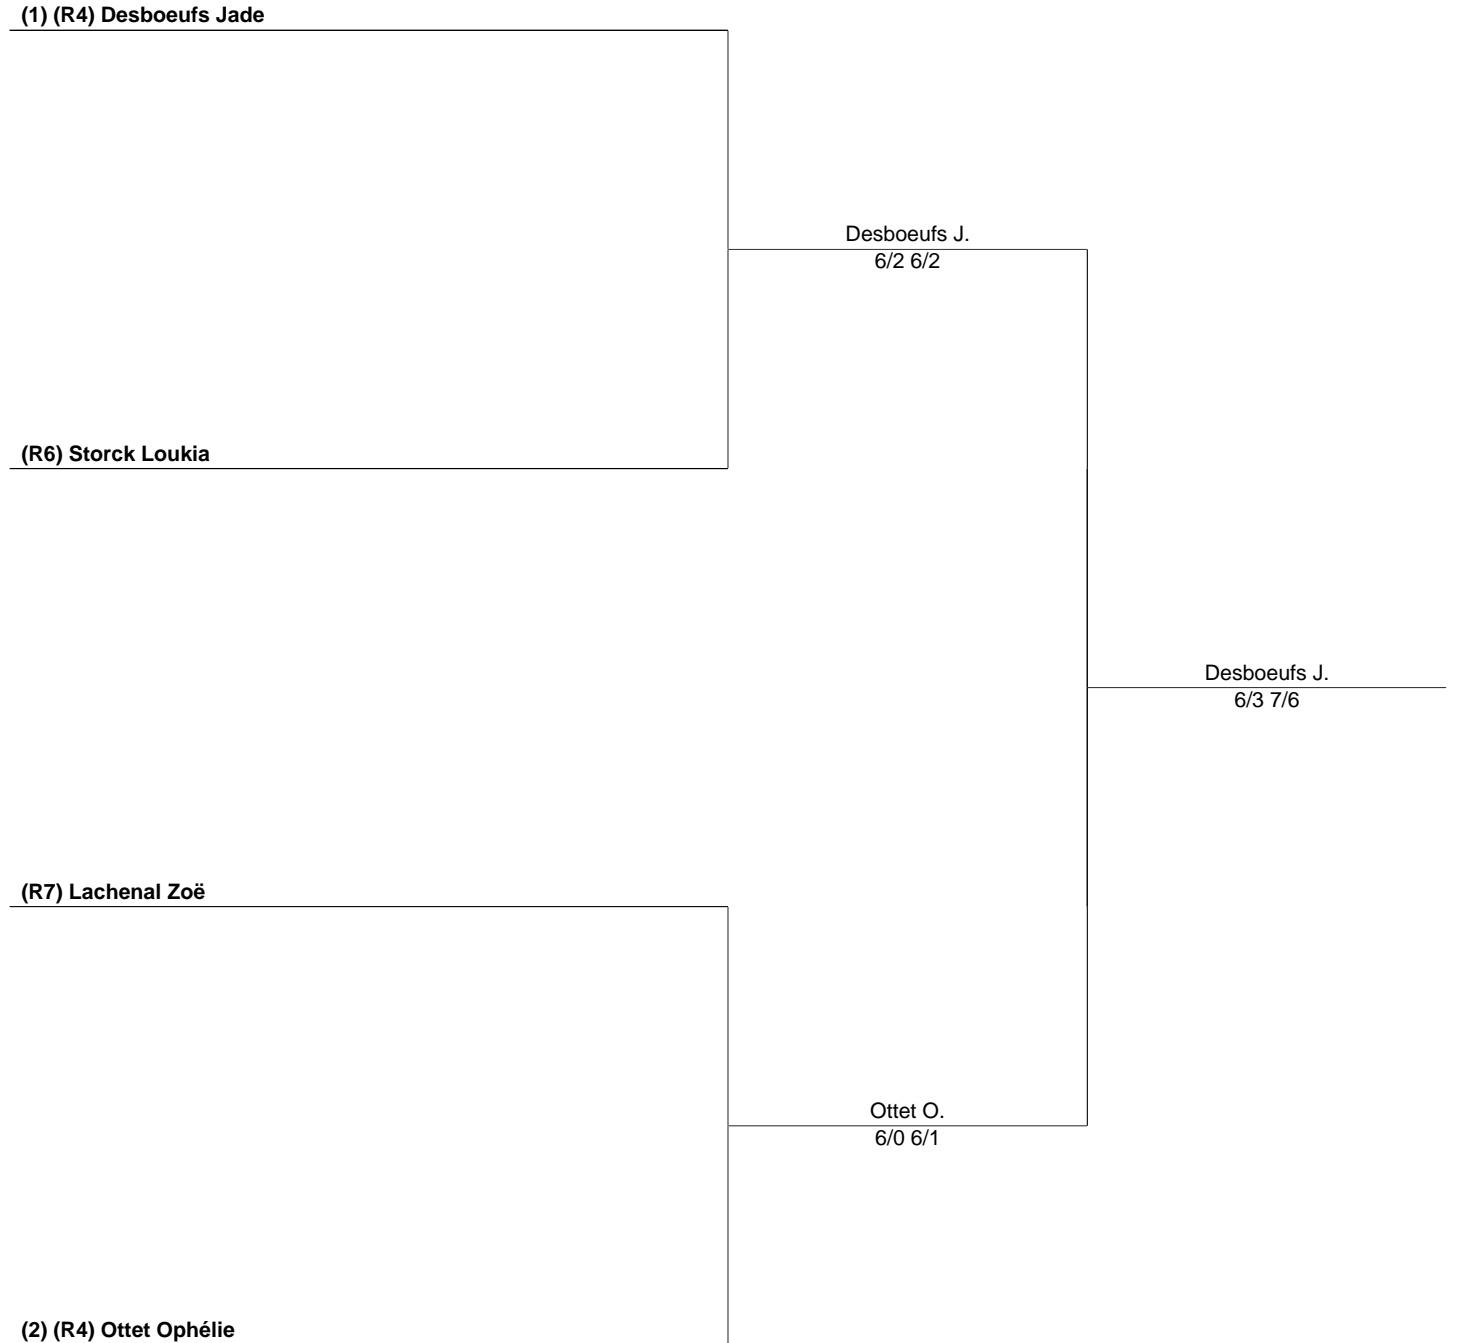 (1) (R4) Desboeufs Jade
Desboeufs J.
6/2 6/2
(R6) Storck Loukia
Desboeufs J.
6/3 7/6
(R7) Lachenal Zoë
Ottet O.
6/0 6/1
(2) (R4) Ottet Ophélie